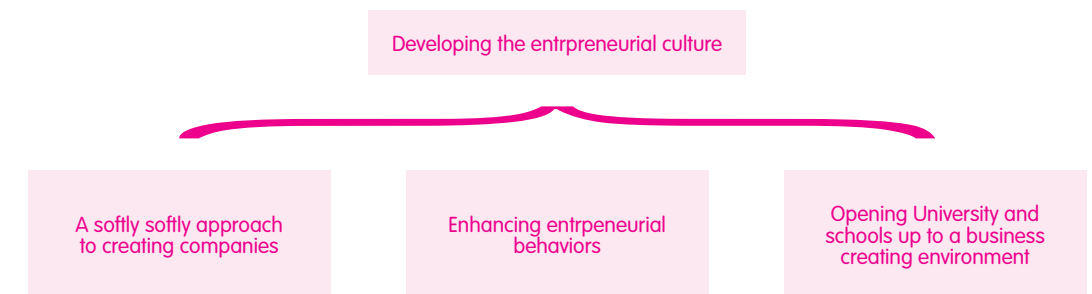 Developing the entrpreneurial culture
A softly softly approach
to creating companies
Enhancing entrpeneurial
behaviors
Opening University and
schools up to a business
creating environment